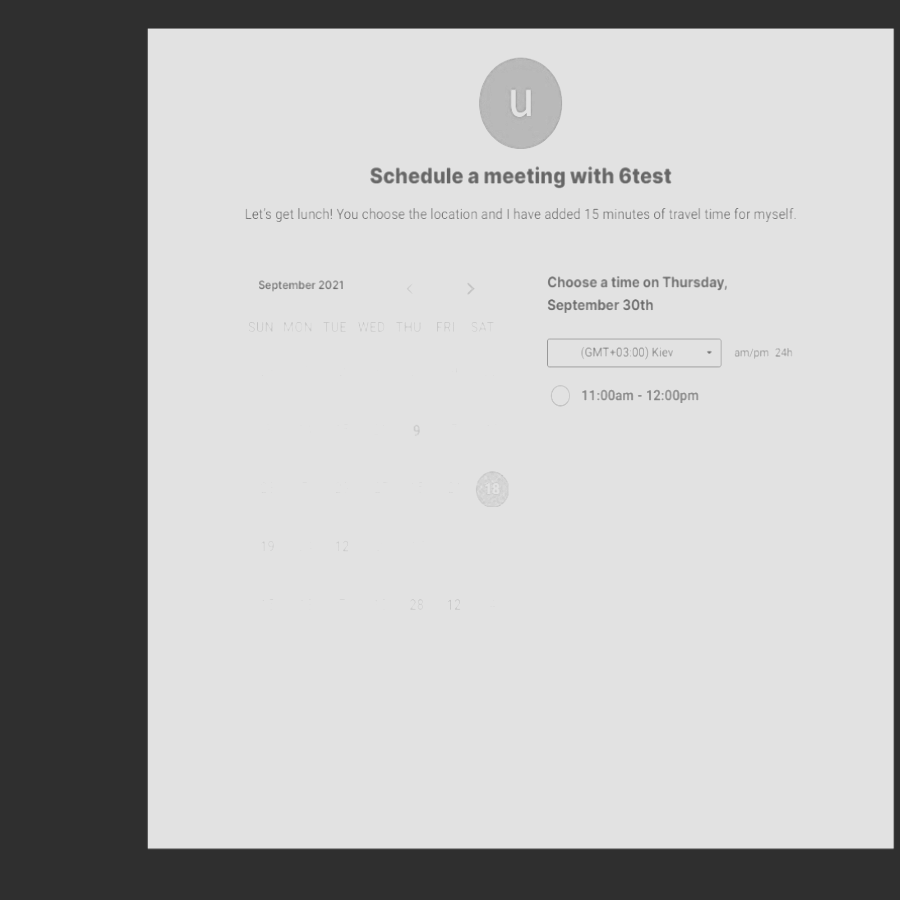 u
Schedule a meeting with 6test
Let's get lunch! You choose the location and I have added 15 minutes of travel time for myself.
September 2021
SUN MON TUE WED THU FRI SAT
9
18
19 12
28 12
Choose a time on Thursday,
September 30th
(GMT+03:00) Kiev
am/pm 24h
11:00am - 12:00pm